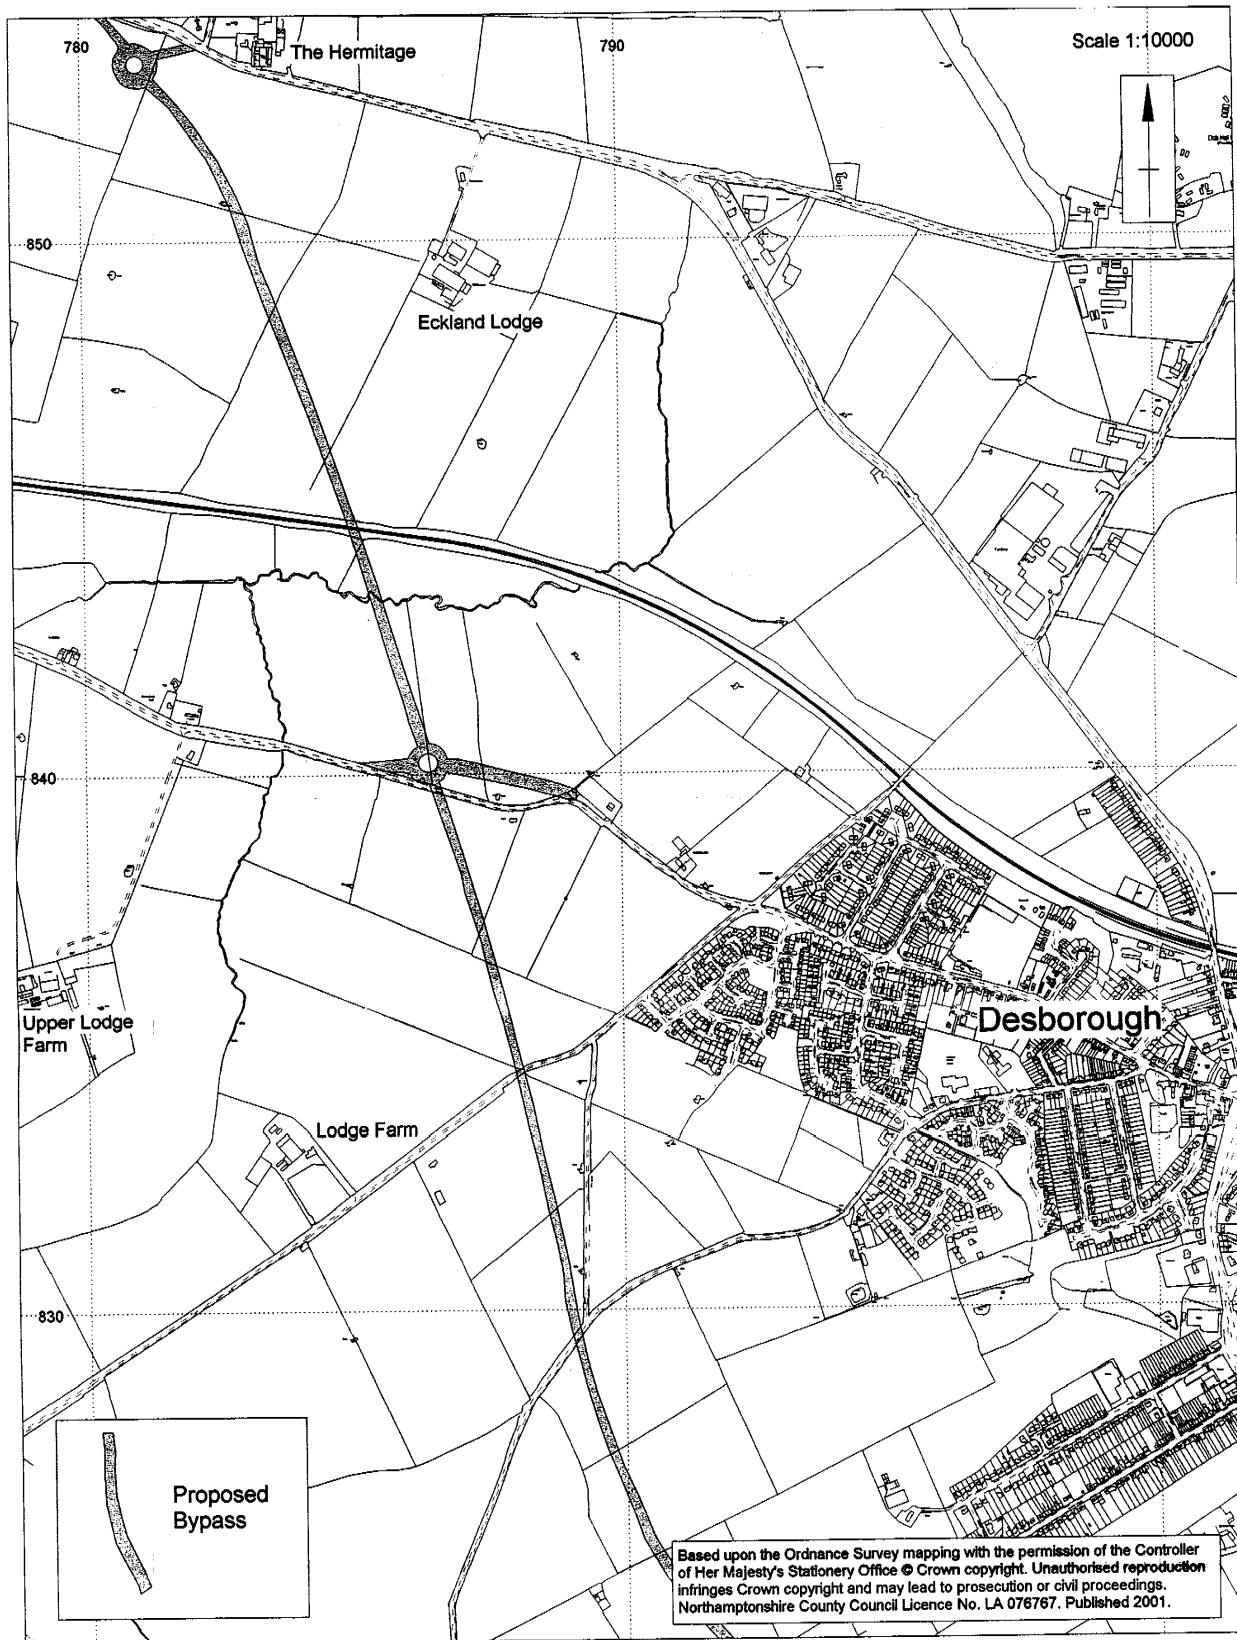 780
The Hermitage
790
Scale 1:10000
850
Eckland Lodge
840
Upper Lodge
Farm
Desborough
Lodge Farm
830
Proposed
Bypass
Based upon the Ordnance Survey mapping with the permission of the Controller
of Her Majesty's Stationery Office © Crown copyright. Unauthorised reproduction
infringes Crown copyright and may lead to prosecution or civil proceedings.
Northamptonshire County Council Licence No. LA 076767. Published 2001.